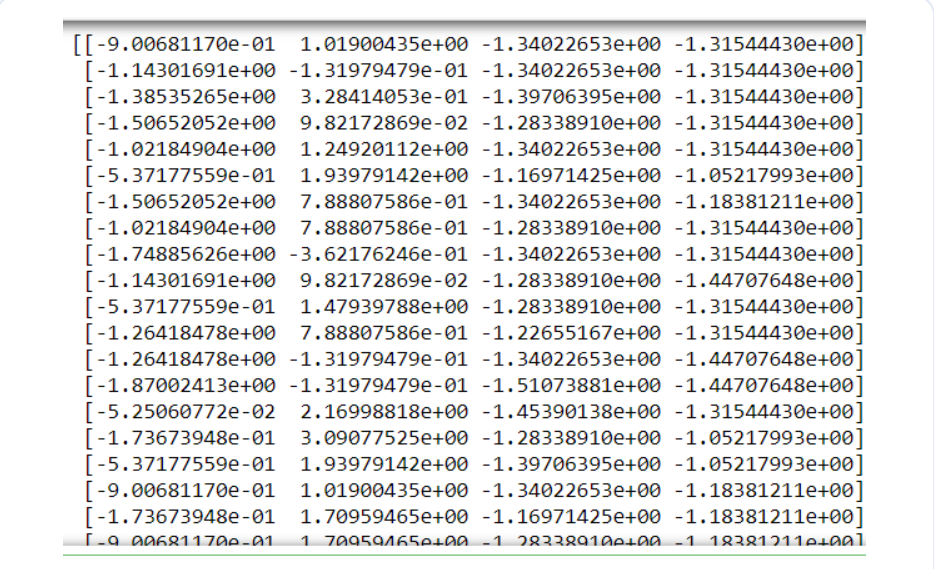 [[-9.00681170e-01  1.01900435e+00 -1.34022653e+00 -1.31544430e+00]
 [-1.14301691e+00 -1.31979479e-01 -1.34022653e+00 -1.31544430e+00]
 [-1.38535265e+00  3.28414053e-01 -1.39706395e+00 -1.31544430e+00]
 [-1.50652052e+00  9.82172869e-02 -1.28338910e+00 -1.31544430e+00]
 [-1.02184904e+00  1.24920112e+00 -1.34022653e+00 -1.31544430e+00]
 [-5.37177559e-01  1.93979142e+00 -1.16971425e+00 -1.05217993e+00]
 [-1.50652052e+00  7.88807586e-01 -1.34022653e+00 -1.18381211e+00]
 [-1.02184904e+00  7.88807586e-01 -1.28338910e+00 -1.31544430e+00]
 [-1.74885626e+00 -3.62176246e-01 -1.34022653e+00 -1.31544430e+00]
 [-1.14301691e+00  9.82172869e-02 -1.28338910e+00 -1.44707648e+00]
 [-5.37177559e-01  1.47939788e+00 -1.28338910e+00 -1.31544430e+00]
 [-1.26418478e+00  7.88807586e-01 -1.22655167e+00 -1.31544430e+00]
 [-1.26418478e+00 -1.31979479e-01 -1.34022653e+00 -1.44707648e+00]
 [-1.87002413e+00 -1.31979479e-01 -1.51073881e+00 -1.44707648e+00]
 [-5.25060772e-02  2.16998818e+00 -1.45390138e+00 -1.31544430e+00]
 [-1.73673948e-01  3.09077525e+00 -1.28338910e+00 -1.05217993e+00]
 [-5.37177559e-01  1.93979142e+00 -1.39706395e+00 -1.05217993e+00]
 [-9.00681170e-01  1.01900435e+00 -1.34022653e+00 -1.18381211e+00]
 [-1.73673948e-01  1.70959465e+00 -1.16971425e+00 -1.18381211e+00]
 [-9.00681170e-01  1.70959465e+00 -1.28338910e+00 -1.18381211e+00]